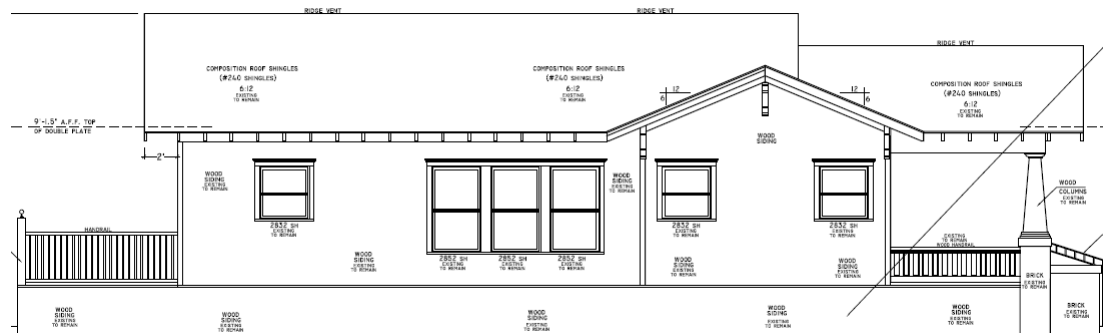 RIDGE VENT
RIDGE VENT
RIDGE VENT
COMPOSITION ROOF SHINGLES
(#240 SHINGLES)
6:12
EXISTING
TO REMAIN
COMPOSITION ROOF SHINGLES
(#240 SHINGLES)
6:12
EXISTING
TO REMAIN
COMPOSITION ROOF SHINGLES
(#240 SHINGLES)
6:12
EXISTING
TO REMAIN
12
6
12
6
9'-1.5" A.F.F. TOP
OF DOUBLE PLATE
2'
WOOD
SIDING
WOOD
SIDING
EXISTING
TO REMAIN
WOOD
SIDING
EXISTING
TO REMAIN
WOOD
COLUMNS
EXISTING
TO REMAIN
2832 SH
EXISTING
TO REMAIN
2832 SH
EXISTING
TO REMAIN
2832 SH
EXISTING
TO REMAIN
HANDRAIL
EXISTING
TO REMAIN
WOOD HANDRAIL
2852 SH
EXISTING
TO REMAIN
2852 SH
EXISTING
TO REMAIN
2852 SH
EXISTING
TO REMAIN
WOOD
SIDING
EXISTING
TO REMAIN
WOOD
SIDING
EXISTING
TO REMAIN
WOOD
SIDING
EXISTING
TO REMAIN
BRICK
EXISTING
TO REMAIN
WOOD
SIDING
EXISTING
TO REMAIN
WOOD
SIDING
EXISTING
TO REMAIN
WOOD
SIDING
EXISTING
TO REMAIN
WOOD
SIDING
EXISTING
TO REMAIN
WOOD
SIDING
EXISTING
TO REMAIN
BRICK
EXISTING
TO REMAIN